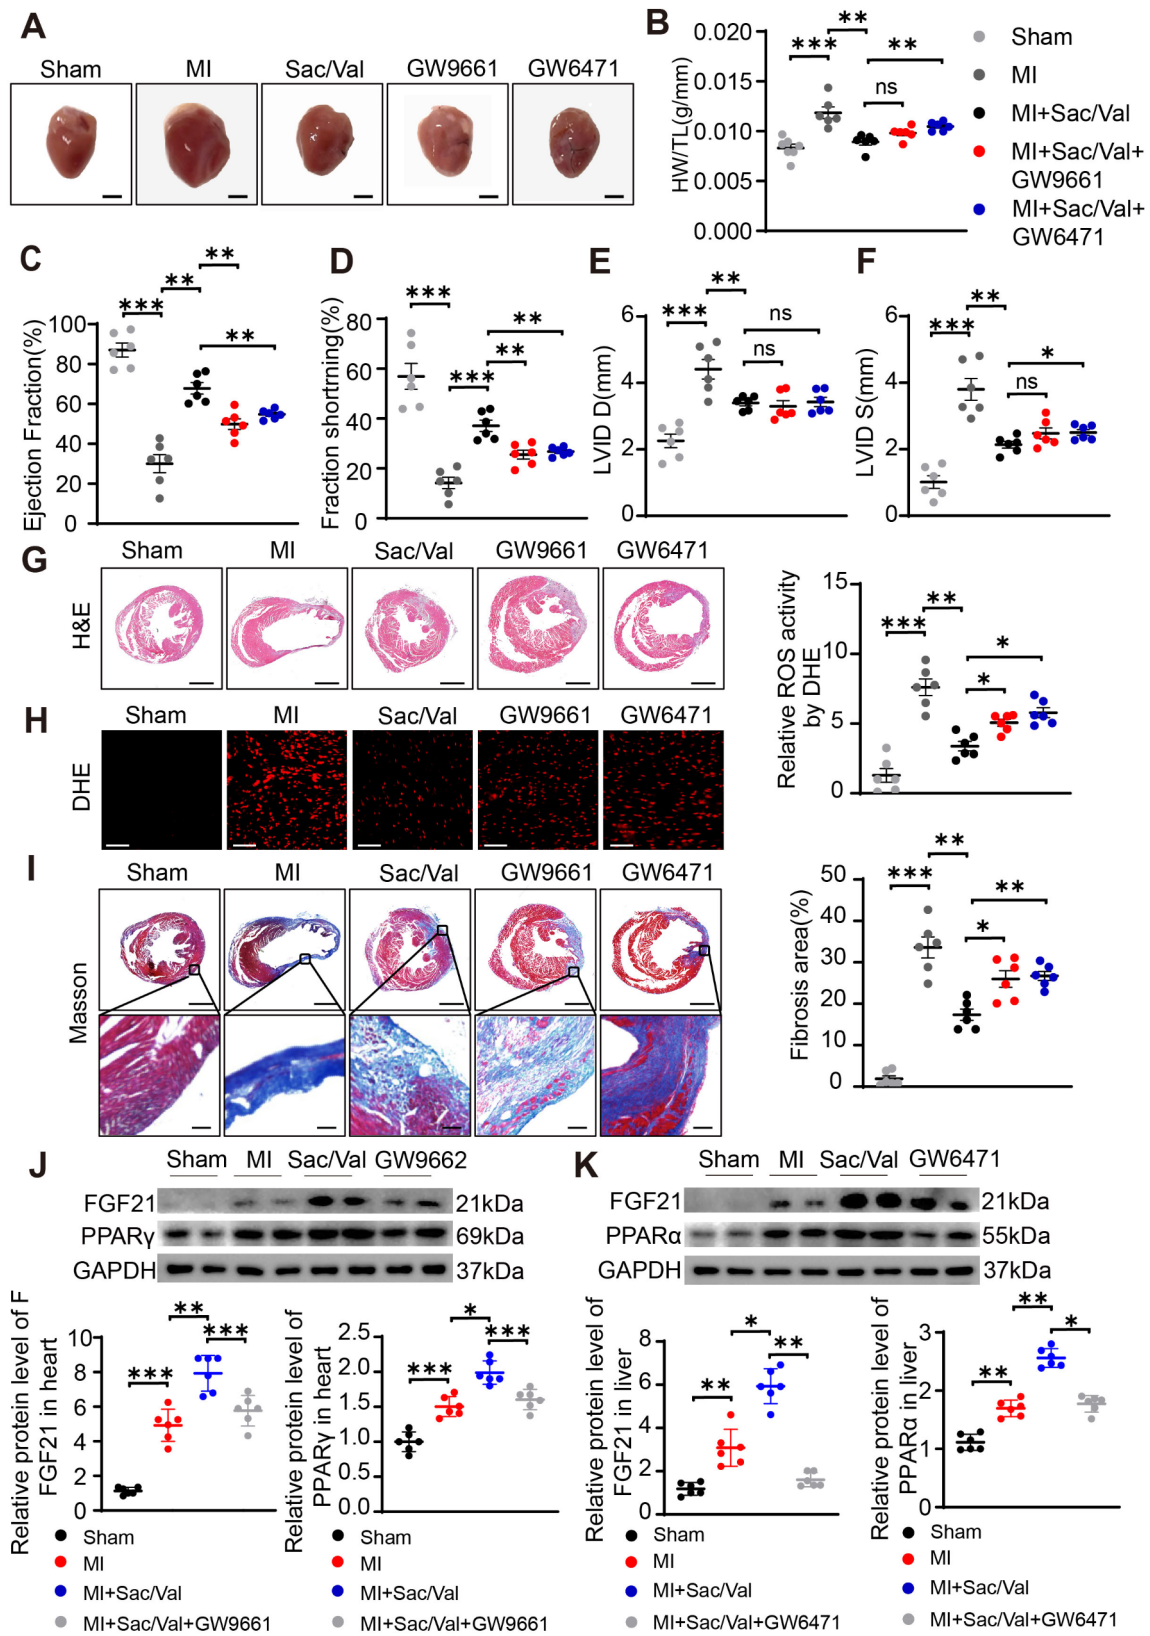 A
Sham MI Sac/Val GW9661 GW6471
B
HW/TL(g/mm)
0.020
0.015
0.010
0.005
0.000
*** ** ** ns
Sham
MI
MI+Sac/Val
MI+Sac/Val+
GW9661
MI+Sac/Val+
GW6471
C
Ejection Fraction(%)
100
80
60
40
20
0
*** ** ** **
D
Fraction shortrning(%)
80
60
40
20
0
*** *** ** **
E
LVID D(mm)
6
4
2
0
*** ** ns ns
F
LVID S(mm)
6
4
2
0
*** ** * ns
G
Sham MI Sac/Val GW9661 GW6471
H&E
H
Sham MI Sac/Val GW9661 GW6471
DHE
Relative ROS activity
by DHE
15
10
5
0
*** ** * *
I
Sham MI Sac/Val GW9661 GW6471
Masson
Fibrosis area(%)
50
40
30
20
10
0
*** ** ** *
J
Sham MI Sac/Val GW9662
FGF21 21kDa
PPARγ 69kDa
GAPDH 37kDa
Relative protein level of F
FGF21 in heart
10
8
6
4
2
0
*** ** ***
Sham
MI
MI+Sac/Val
MI+Sac/Val+GW9661
Relative protein level of
PPARγ in heart
2.5
2.0
1.5
1.0
0.5
0.0
*** * ***
Sham
MI
MI+Sac/Val
MI+Sac/Val+GW9661
K
Sham MI Sac/Val GW6471
FGF21 21kDa
PPARα 55kDa
GAPDH 37kDa
Relative protein level of
FGF21 in liver
8
6
4
2
0
** * **
Sham
MI
MI+Sac/Val
MI+Sac/Val+GW6471
Relative protein level of
PPARα in liver
3
2
1
0
** ** *
Sham
MI
MI+Sac/Val
MI+Sac/Val+GW6471